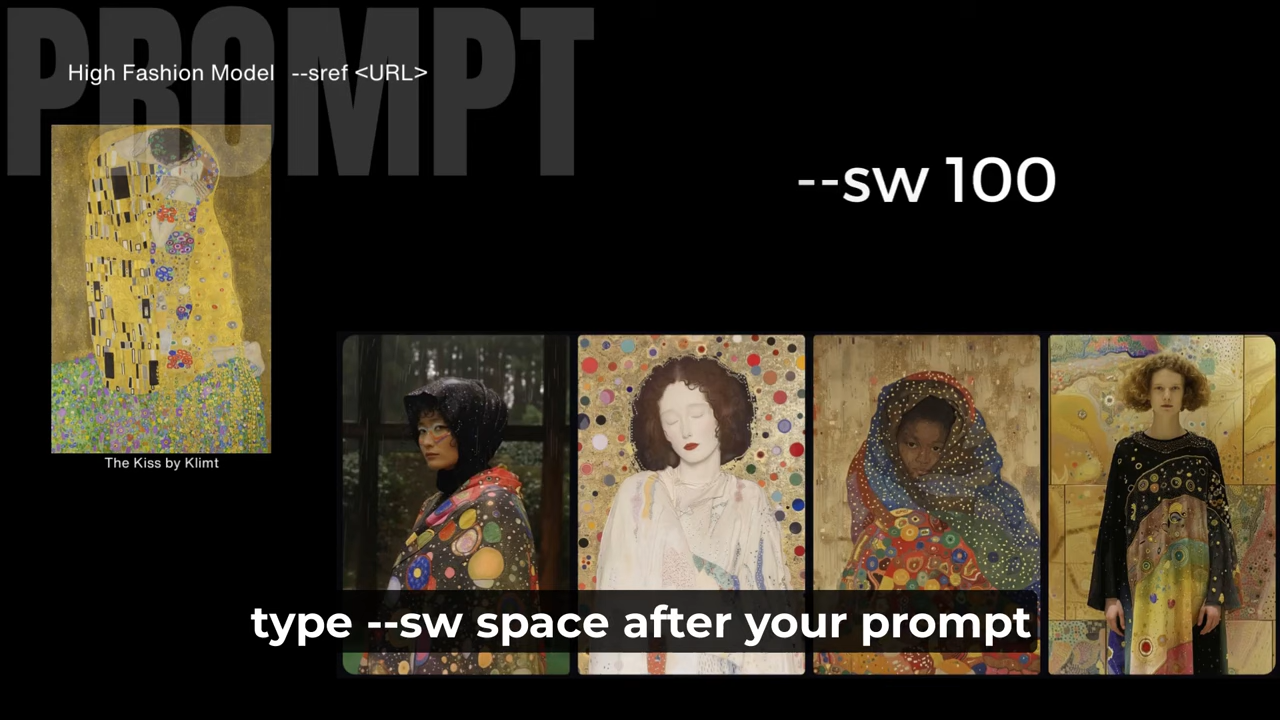 PROMPT
High Fashion Model --sref <URL>
--sw 100
The Kiss by Klimt
type --sw space after your prompt